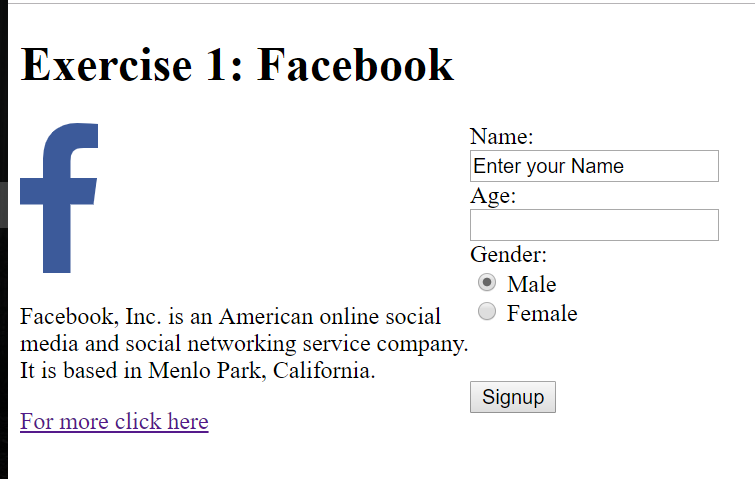 Exercise 1: Facebook
f
Facebook, Inc. is an American online social
media and social networking service company.
It is based in Menlo Park, California.
For more click here
Name:
Enter your Name
Age:
Gender:
Male
Female
Signup